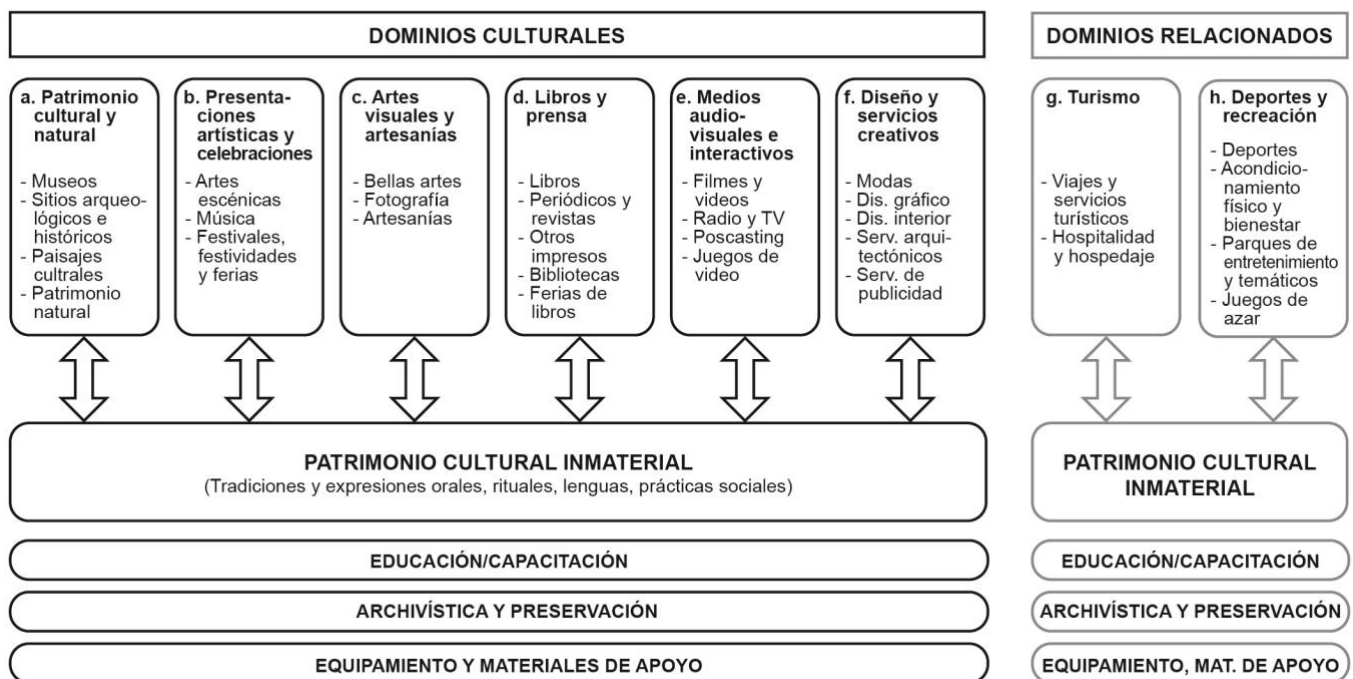 DOMINIOS CULTURALES
DOMINIOS RELACIONADOS
a. Patrimonio
cultural y
natural
- Museos
- Sitios arqueo-
lógicos e
históricos
- Paisajes
cultrales
- Patrimonio
natural
b. Presenta-
ciones
artísticas y
celebraciones
- Artes
escénicas
- Música
- Festivales,
festividades
y ferias
c. Artes
visuales y
artesanías
- Bellas artes
- Fotografía
- Artesanías
d. Libros y
prensa
- Libros
- Periódicos y
revistas
- Otros
impresos
- Bibliotecas
- Ferias de
libros
e. Medios
audio-
visuales e
interactivos
- Filmes y
videos
- Radio y TV
- Poscasting
- Juegos de
video
f. Diseño y
servicios
creativos
- Modas
- Dis. gráfico
- Dis. interior
- Serv. arqui-
tectónicos
- Serv. de
publicidad
g. Turismo
- Viajes y
servicios
turísticos
- Hospitalidad
y hospedaje
h. Deportes y
recreación
- Deportes
- Acondicio-
namiento
físico y
bienestar
- Parques de
entretenimiento
y temáticos
- Juegos de
azar
PATRIMONIO CULTURAL INMATERIAL
(Tradiciones y expresiones orales, rituales, lenguas, prácticas sociales)
PATRIMONIO CULTURAL
INMATERIAL
EDUCACIÓN/CAPACITACIÓN
EDUCACIÓN/CAPACITACIÓN
ARCHIVÍSTICA Y PRESERVACIÓN
ARCHIVÍSTICA Y PRESERVACIÓN
EQUIPAMIENTO Y MATERIALES DE APOYO
EQUIPAMIENTO, MAT. DE APOYO